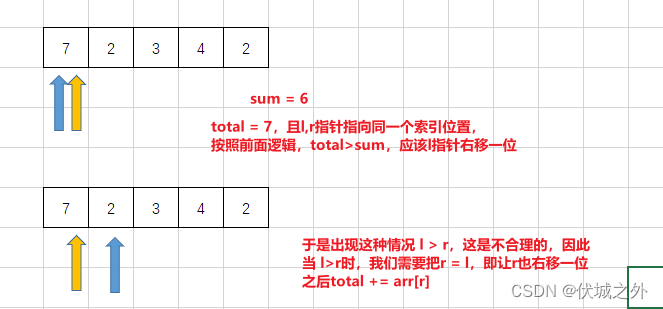 7 2 3 4 2
sum = 6
total = 7，且l,r指针指向同一个索引位置，
按照前面逻辑，total>sum，应该l指针右移一位
7 2 3 4 2
于是出现这种情况 l > r，这是不合理的，因此
当 l>r时，我们需要把r = l，即让r也右移一位
之后total += arr[r]
CSDN @伏城之外